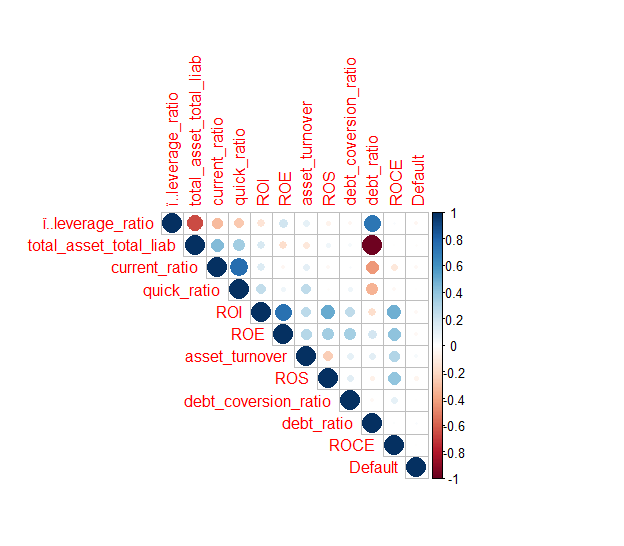 ï..leverage_ratio
total_asset_total_liab
current_ratio
quick_ratio
ROI
ROE
asset_turnover
ROS
debt_coversion_ratio
debt_ratio
ROCE
Default
ï..leverage_ratio
total_asset_total_liab
current_ratio
quick_ratio
ROI
ROE
asset_turnover
ROS
debt_coversion_ratio
debt_ratio
ROCE
Default
1
0.8
0.6
0.4
0.2
0
-0.2
-0.4
-0.6
-0.8
-1